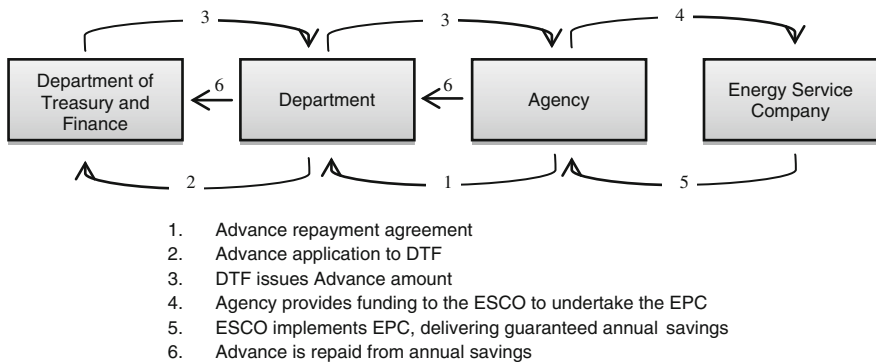 3
3
4
Department of
Treasury and
Finance
6
Department
6
Agency
Energy Service
Company
2
1
5
1. Advance repayment agreement
2. Advance application to DTF
3. DTF issues Advance amount
4. Agency provides funding to the ESCO to undertake the EPC
5. ESCO implements EPC, delivering guaranteed annual savings
6. Advance is repaid from annual savings